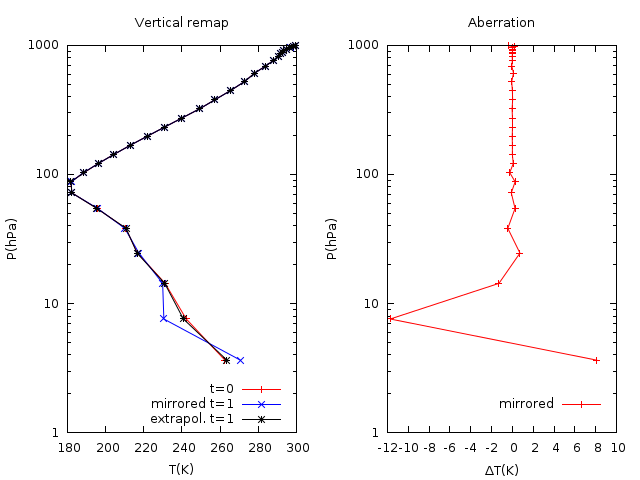 Vertical remap
1000
100
10
1
P(hPa)
t=0
mirrored t=1
extrapol. t=1
180 200 220 240 260 280 300
T(K)
Aberration
1000
100
10
1
P(hPa)
mirrored
-12 -10 -8 -6 -4 -2 0 2 4 6 8 10
ΔT(K)